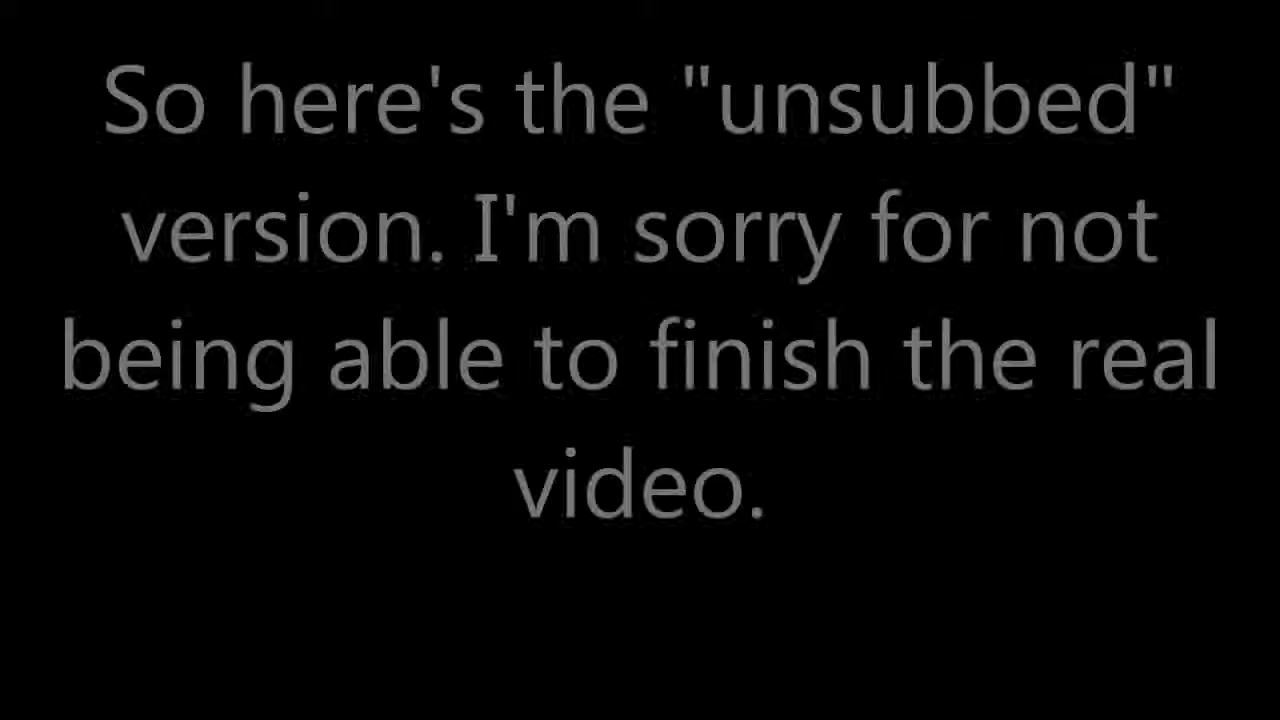 So here's the "unsubbed"
version. I'm sorry for not
being able to finish the real
video.